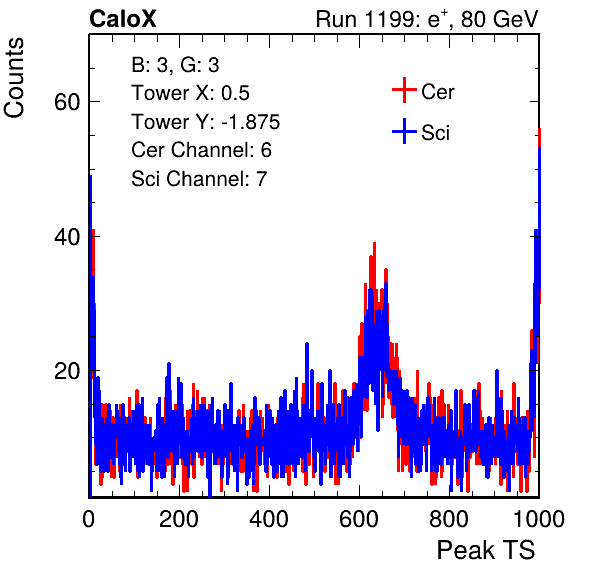 CaloX Run 1199: e⁺, 80 GeV
Counts
B: 3, G: 3
Tower X: 0.5
Tower Y: -1.875
Cer Channel: 6
Sci Channel: 7
Cer
Sci
60
40
20
0 200 400 600 800 1000
Peak TS